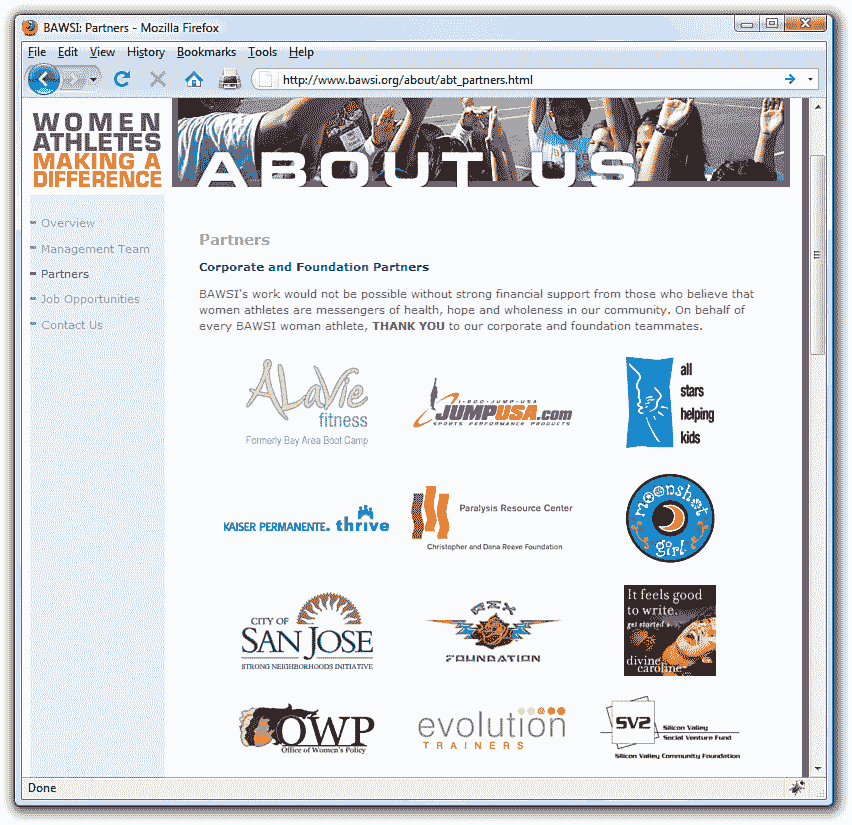 BAWSI: Partners - Mozilla Firefox
File Edit View History Bookmarks Tools Help
http://www.bawsi.org/about/abt_partners.html
WOMEN
ATHLETES
MAKING A
DIFFERENCE
ABOUT US
Overview
Management Team
Partners
Job Opportunities
Contact Us
Partners
Corporate and Foundation Partners
BAWSI's work would not be possible without strong financial support from those who believe that
women athletes are messengers of health, hope and wholeness in our community. On behalf of
every BAWSI woman athlete, THANK YOU to our corporate and foundation teammates.
ALaVie
fitness
Formerly Bay Area Boot Camp
1-800-JUMP-USA
JUMPUSA.com
SPORTS PERFORMANCE PRODUCTS
all
stars
helping
kids
KAISER PERMANENTE. thrive
Paralysis Resource Center
Christopher and Dana Reeve Foundation
moonshot
girl
CITY OF
SAN JOSE
STRONG NEIGHBORHOODS INITIATIVE
REX
FOUNDATION
It feels good
to write.
get started
divine
caroline
OWP
Office of Women's Policy
evolution
TRAINERS
SV2
Silicon Valley
Social Venture Fund
Silicon Valley Community Foundation
Done